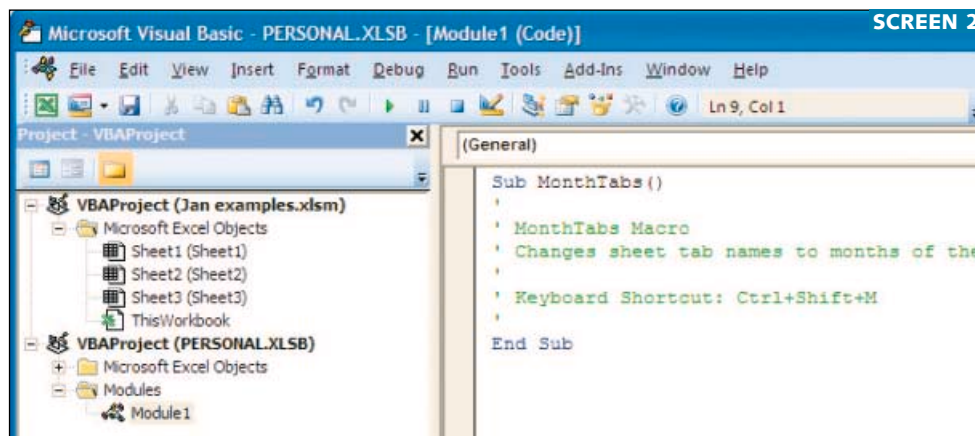 SCREEN 2
Microsoft Visual Basic - PERSONAL.XLSB - [Module1 (Code)]
File Edit View Insert Format Debug Run Tools Add-Ins Window Help
Ln 9, Col 1
Project - VBAProject
(General)
VBAProject (Jan examples.xlsm)
Microsoft Excel Objects
Sheet1 (Sheet1)
Sheet2 (Sheet2)
Sheet3 (Sheet3)
ThisWorkbook
VBAProject (PERSONAL.XLSB)
Microsoft Excel Objects
Modules
Module1
Sub MonthTabs()
'
' MonthTabs Macro
' Changes sheet tab names to months of the
'
' Keyboard Shortcut: Ctrl+Shift+M
'
End Sub